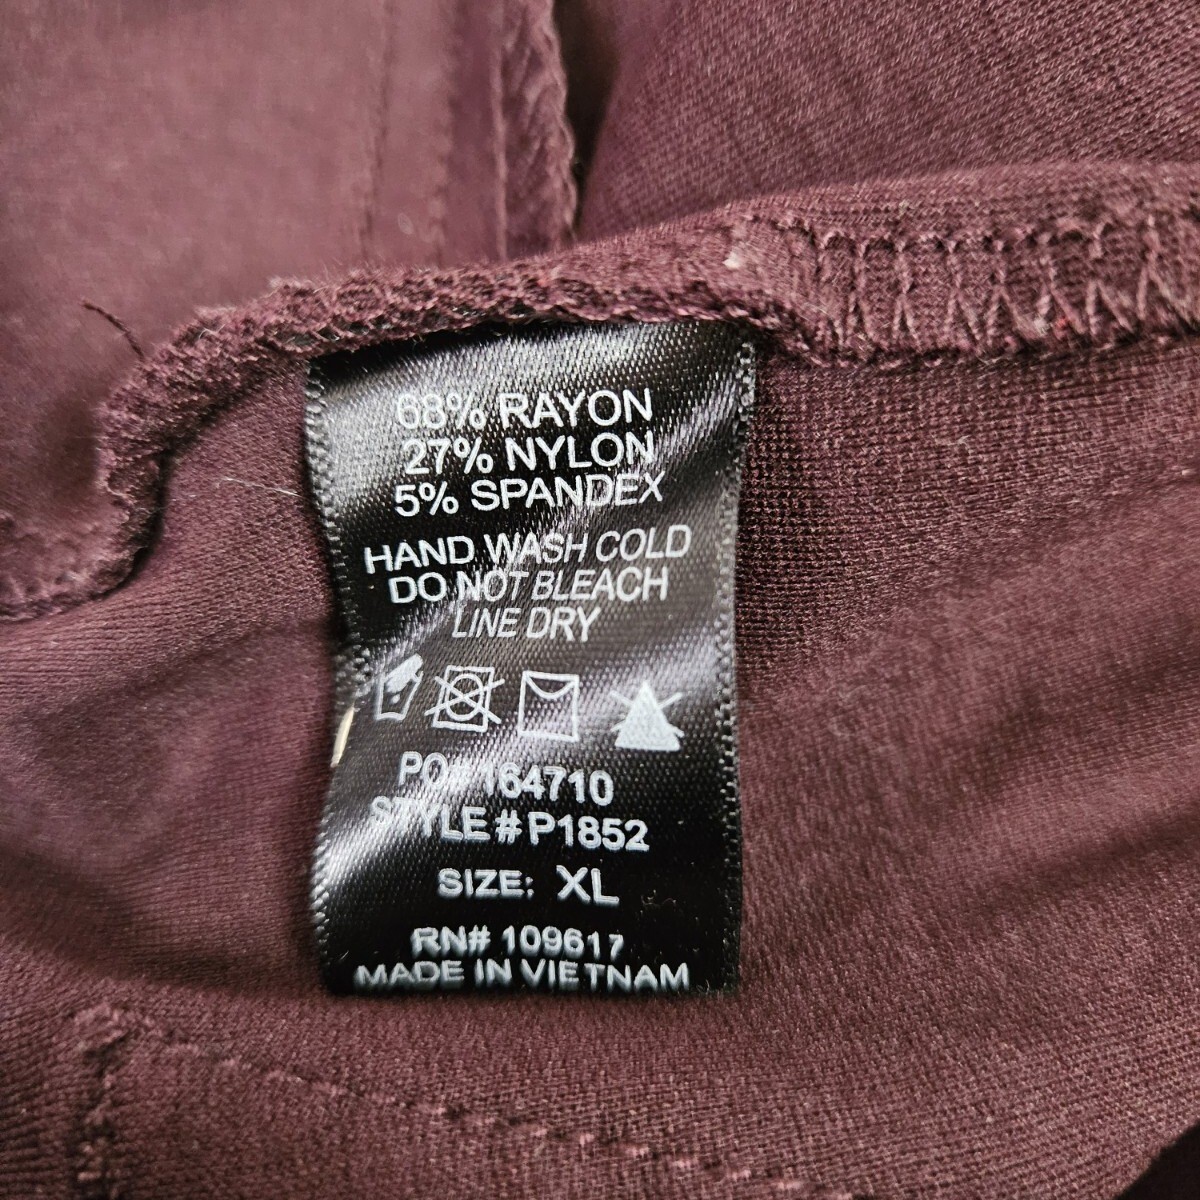 68% RAYON
27% NYLON
5% SPANDEX
HAND WASH COLD
DO NOT BLEACH
LINE DRY
PO# 164710
STYLE # P1852
SIZE: XL
RN# 109617
MADE IN VIETNAM